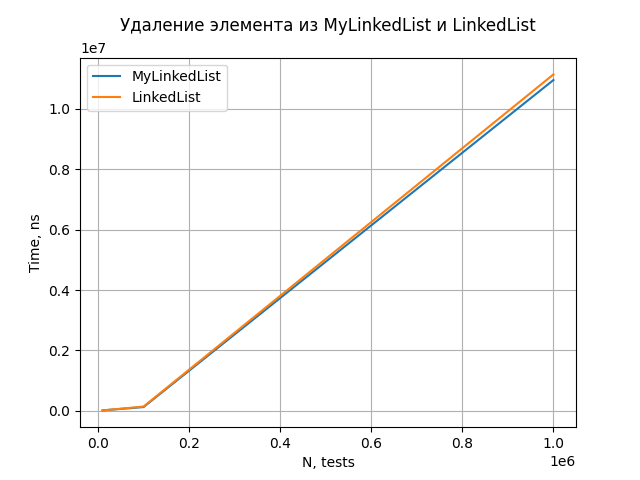 Удаление элемента из MyLinkedList и LinkedList
1e7
MyLinkedList
LinkedList
1.0
0.8
0.6
0.4
0.2
0.0
Time, ns
0.0 0.2 0.4 0.6 0.8 1.0
1e6
N, tests